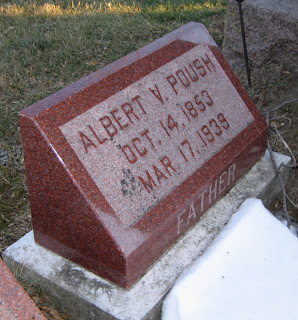 ALBERT V. POUSH
OCT. 14, 1853
MAR. 17, 1939
FATHER